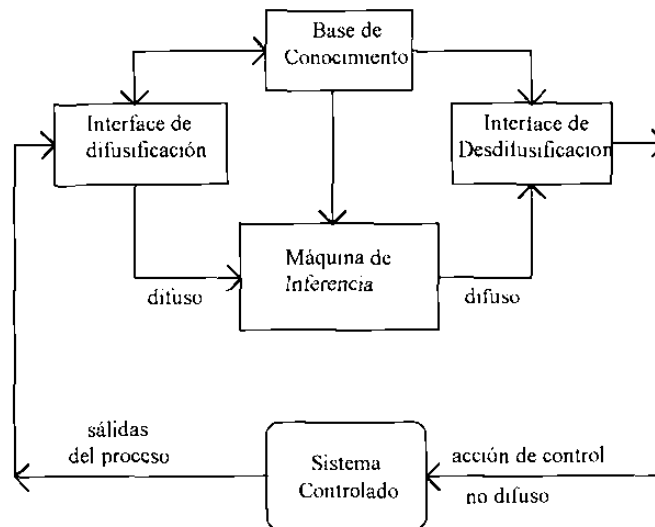 Base de
Conocimiento
Interface de
difusificación
Interface de
Desdifusificacion
Máquina de
Inferencia
difuso
difuso
sálidas
del proceso
Sistema
Controlado
acción de control
no difuso